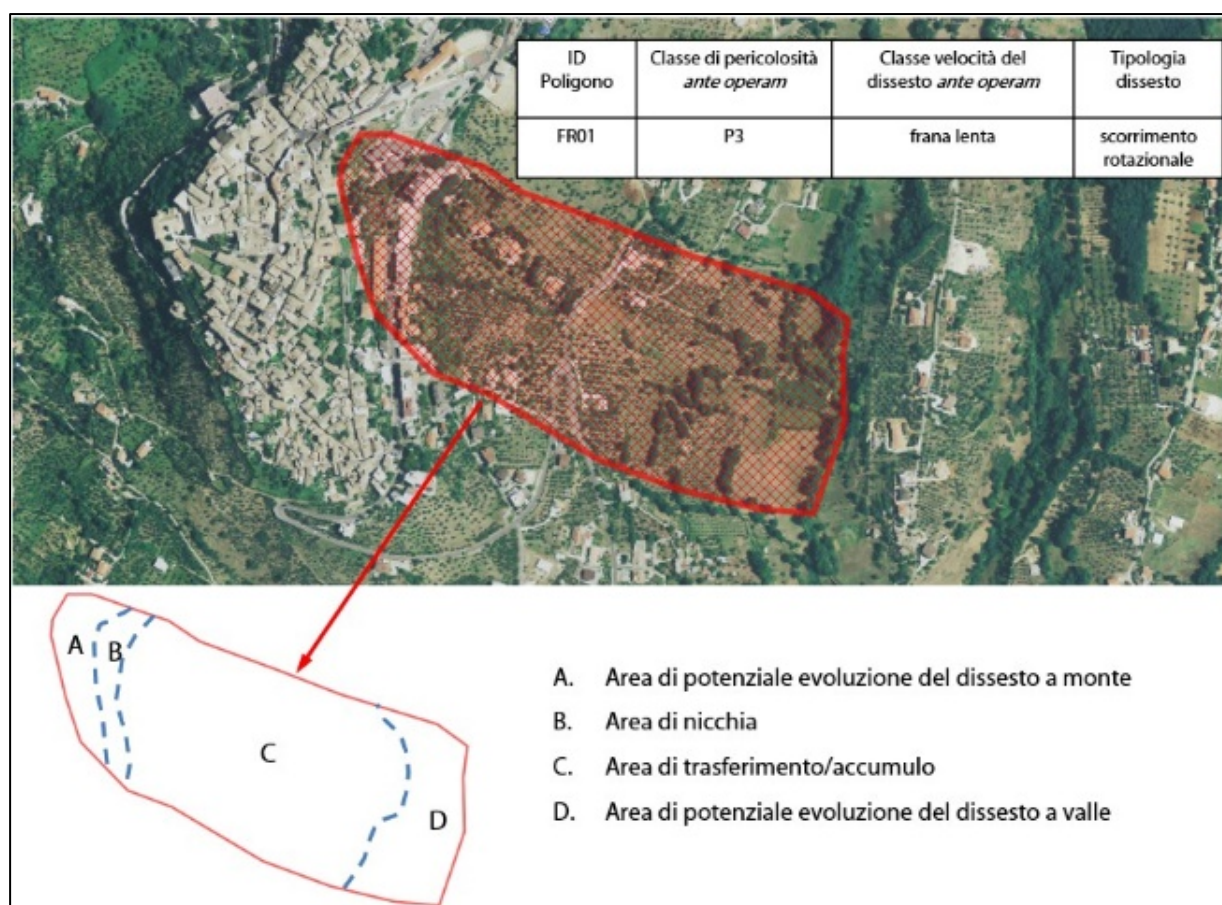 ID Poligono
Classe di pericolosità ante operam
Classe velocità del dissesto ante operam
Tipologia dissesto
FR01
P3
frana lenta
scorrimento rotazionale
A
B
C
D
A. Area di potenziale evoluzione del dissesto a monte
B. Area di nicchia
C. Area di trasferimento/accumulo
D. Area di potenziale evoluzione del dissesto a valle